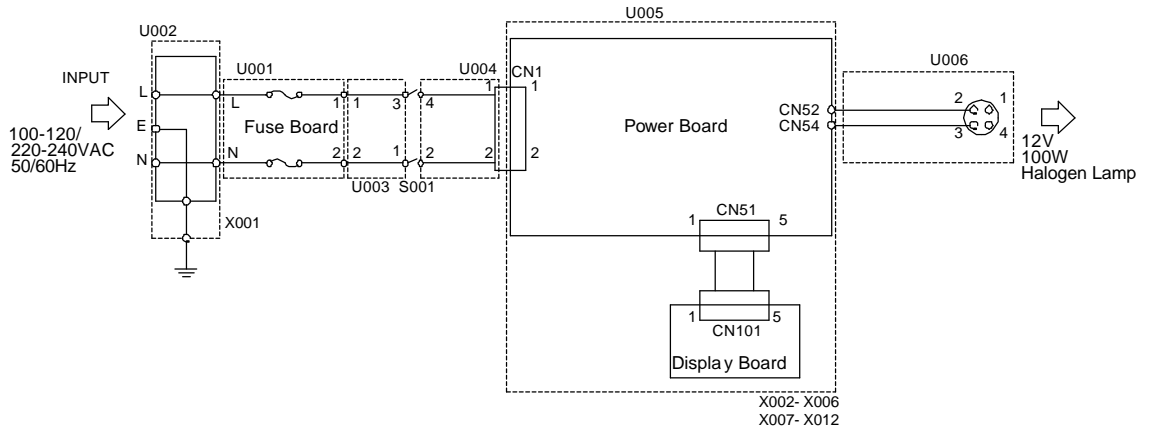 U005
U002
INPUT
U001
U004
CN1
U006
L
L
1
1
3
4
1
1
E
100-120/
220-240VAC
50/60Hz
Fuse Board
Power Board
CN52
CN54
2
1
3
4
12V
100W
Halogen Lamp
N
N
2
2
1
2
2
2
U003
S001
X001
CN51
1
5
1
5
CN101
Display Board
X002- X006
X007- X012